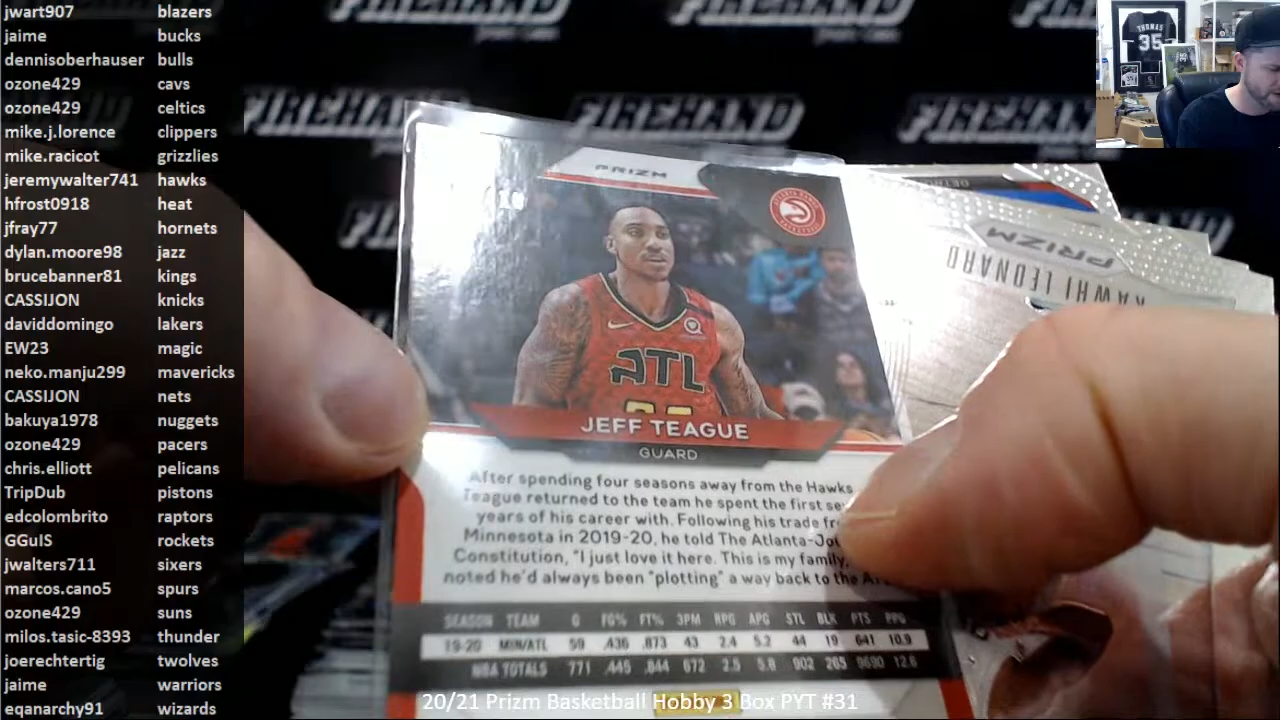 jwart907 blazers
jaime bucks
dennisoberhauser bulls
ozone429 cavs
ozone429 celtics
mike.j.lorence clippers
mike.racicot grizzlies
jeremywalter741 hawks
hfrost0918 heat
jfray77 hornets
dylan.moore98 jazz
brucebanner81 kings
CASSIJON knicks
daviddomingo lakers
EW23 magic
neko.manju299 mavericks
CASSIJON nets
bakuya1978 nuggets
ozone429 pacers
chris.elliott pelicans
TripDub pistons
edcolombrito raptors
GGuIS rockets
jwalters711 sixers
marcos.cano5 spurs
ozone429 suns
milos.tasic-8393 thunder
joerechtertig twolves
jaime warriors
eqanarchy91 wizards
FIREHAND FIREHAND FIREHAND
THOMAS
35
PRIZM
ATL
JEFF TEAGUE
GUARD
After spending four seasons away from the Hawks
Teague returned to the team he spent the first
years of his career with. Following his trade
Minnesota in 2019-20, he told The Atlanta-
Constitution, "I just love it here. This is my family,
noted he'd always been "plotting" a way back to the
SEASON TEAM G FG% FT% 3PM RPG APG STL BLK PTS PPG
19-20 MIN/ATL 59 .436 .873 43 2.4 5.2 44 19 641 10.9
NBA TOTALS 771 .445 .844 672 2.5 5.8 902 265 9690 12.6
PRIZM
KAWHI LEONARD
20/21 Prizm Basketball Hobby 3 Box PYT #31